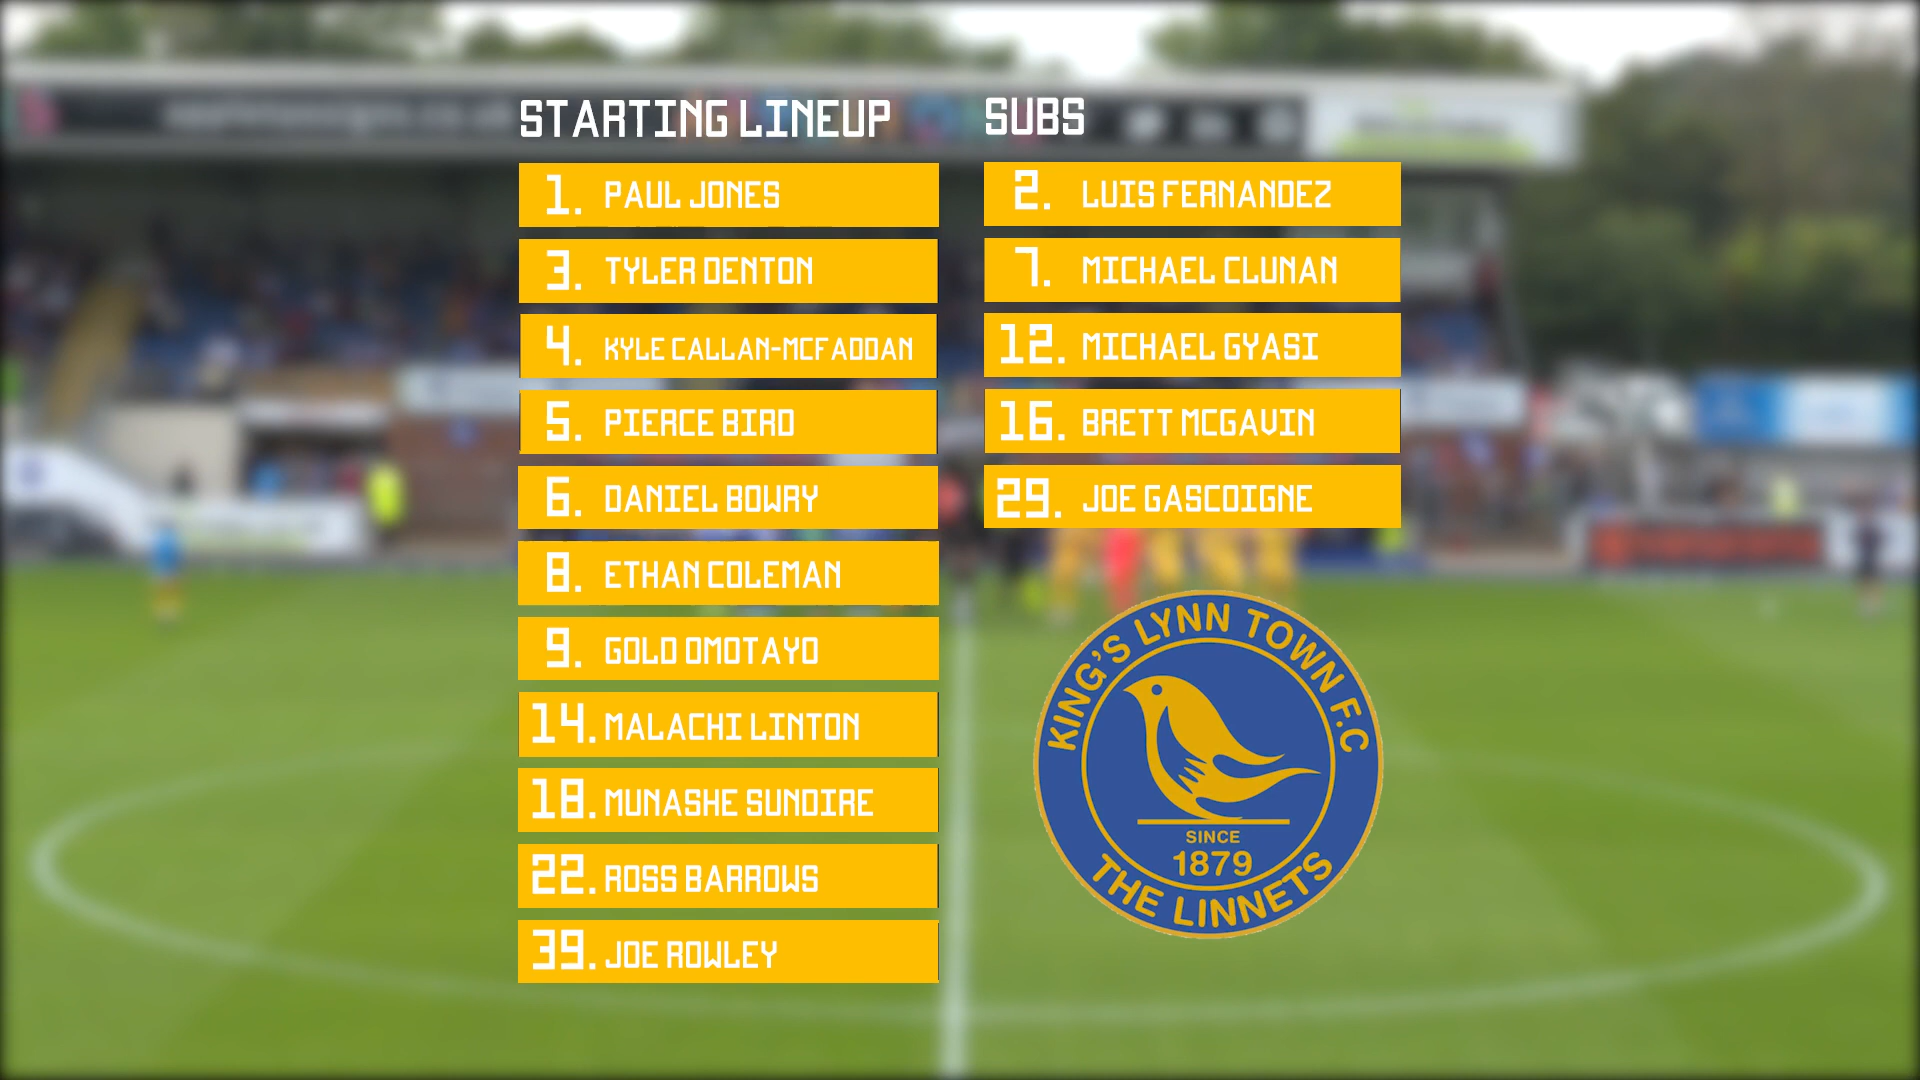 STARTING LINEUP
1. PAUL JONES
3. TYLER DENTON
4. KYLE CALLAN-MCFADDAN
5. PIERCE BIRD
6. DANIEL BOWRY
8. ETHAN COLEMAN
9. GOLD OMOTAYO
14. MALACHI LINTON
18. MUNASHE SUNDIRE
22. ROSS BARROWS
39. JOE ROWLEY
SUBS
2. LUIS FERNANDEZ
7. MICHAEL CLUNAN
12. MICHAEL GYASI
16. BRETT MCGAVIN
29. JOE GASCOIGNE
KING'S LYNN TOWN F.C
SINCE
1879
THE LINNETS